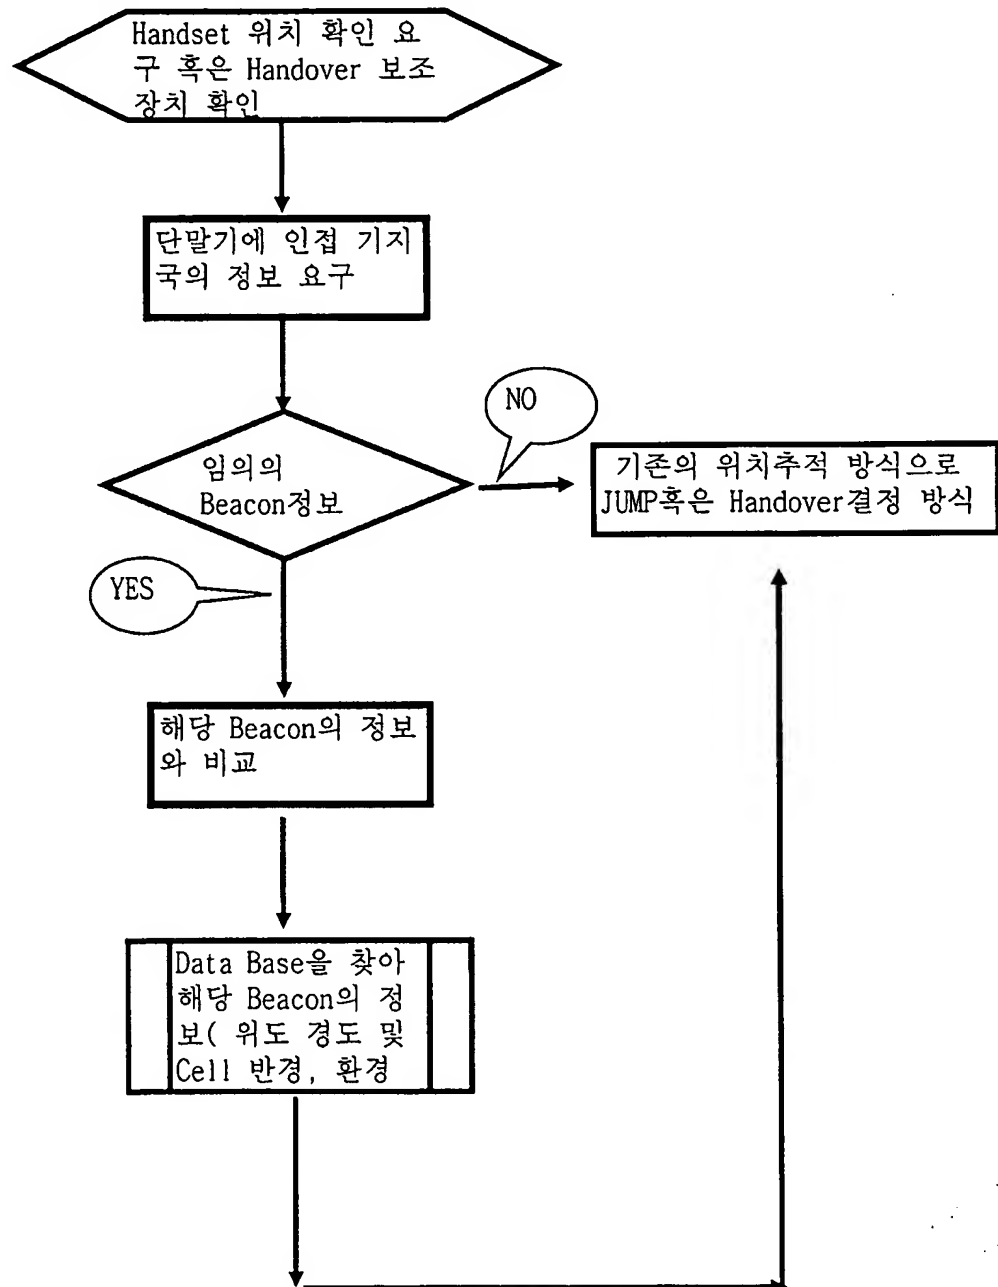 Handset 위치 확인 요
구 혹은 Handover 보조
장치 확인
단말기에 인접 기지
국의 정보 요구
NO
임의의
Beacon정보
기존의 위치추적 방식으로
JUMP혹은 Handover결정 방식
YES
해당 Beacon의 정보
와 비교
Data Base을 찾아
해당 Beacon의 정
보( 위도 경도 및
Cell 반경, 환경